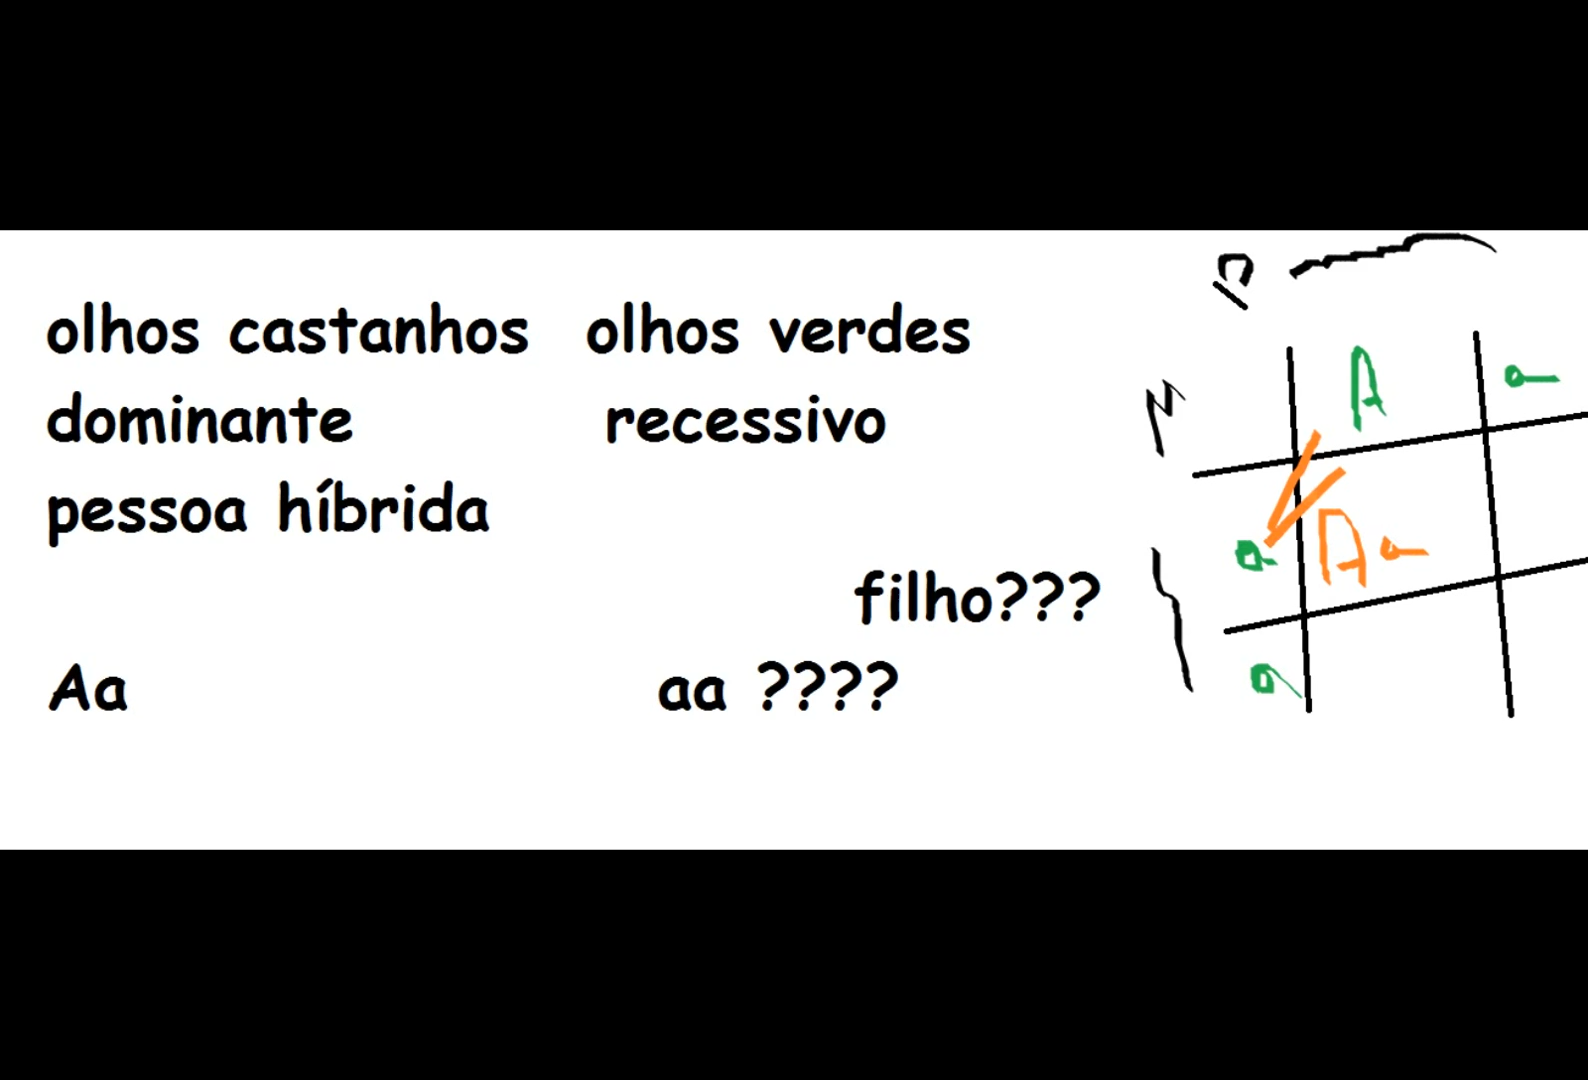 olhos castanhos olhos verdes
dominante recessivo
pessoa híbrida
filho???
Aa aa ????
A a
a Aa
a